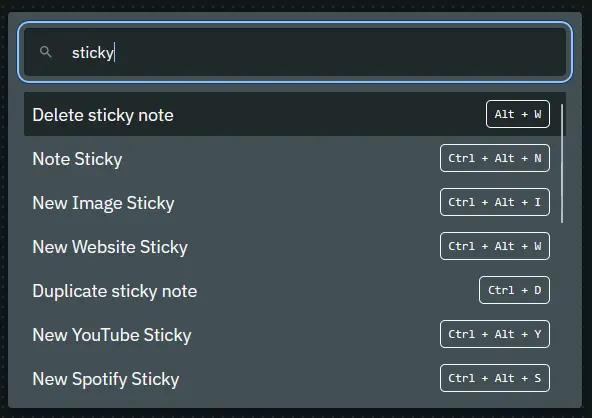 sticky
Delete sticky note Alt + W
Note Sticky Ctrl + Alt + N
New Image Sticky Ctrl + Alt + I
New Website Sticky Ctrl + Alt + W
Duplicate sticky note Ctrl + D
New YouTube Sticky Ctrl + Alt + Y
New Spotify Sticky Ctrl + Alt + S